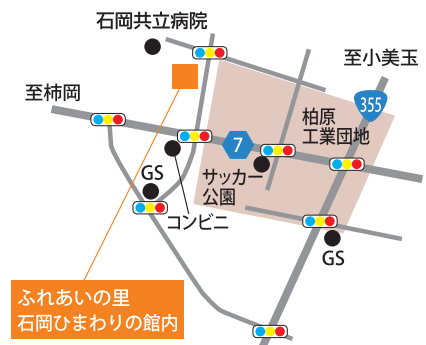 石岡共立病院
至小美玉
355
至柿岡
柏原
工業団地
7
サッカー
公園
GS
コンビニ
GS
ふれあいの里
石岡ひまわりの館内